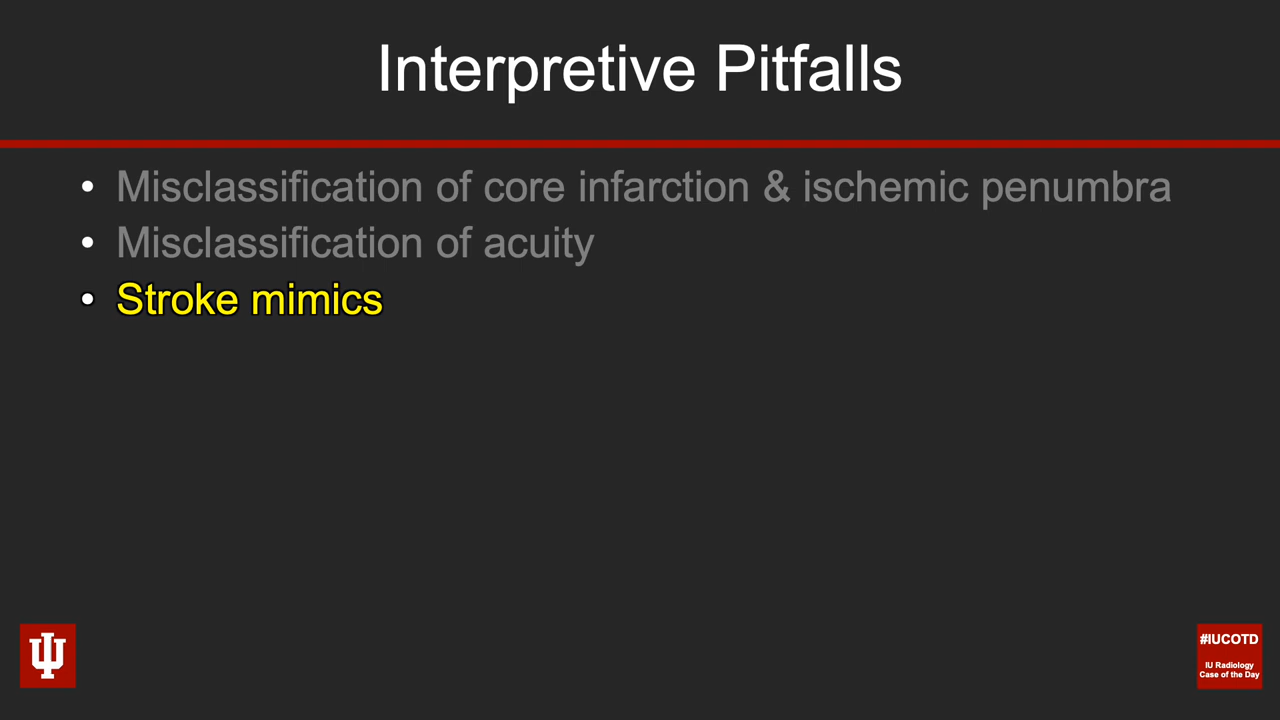 Interpretive Pitfalls
• Misclassification of core infarction & ischemic penumbra
• Misclassification of acuity
• Stroke mimics
#IUCOTD
IU Radiology
Case of the Day